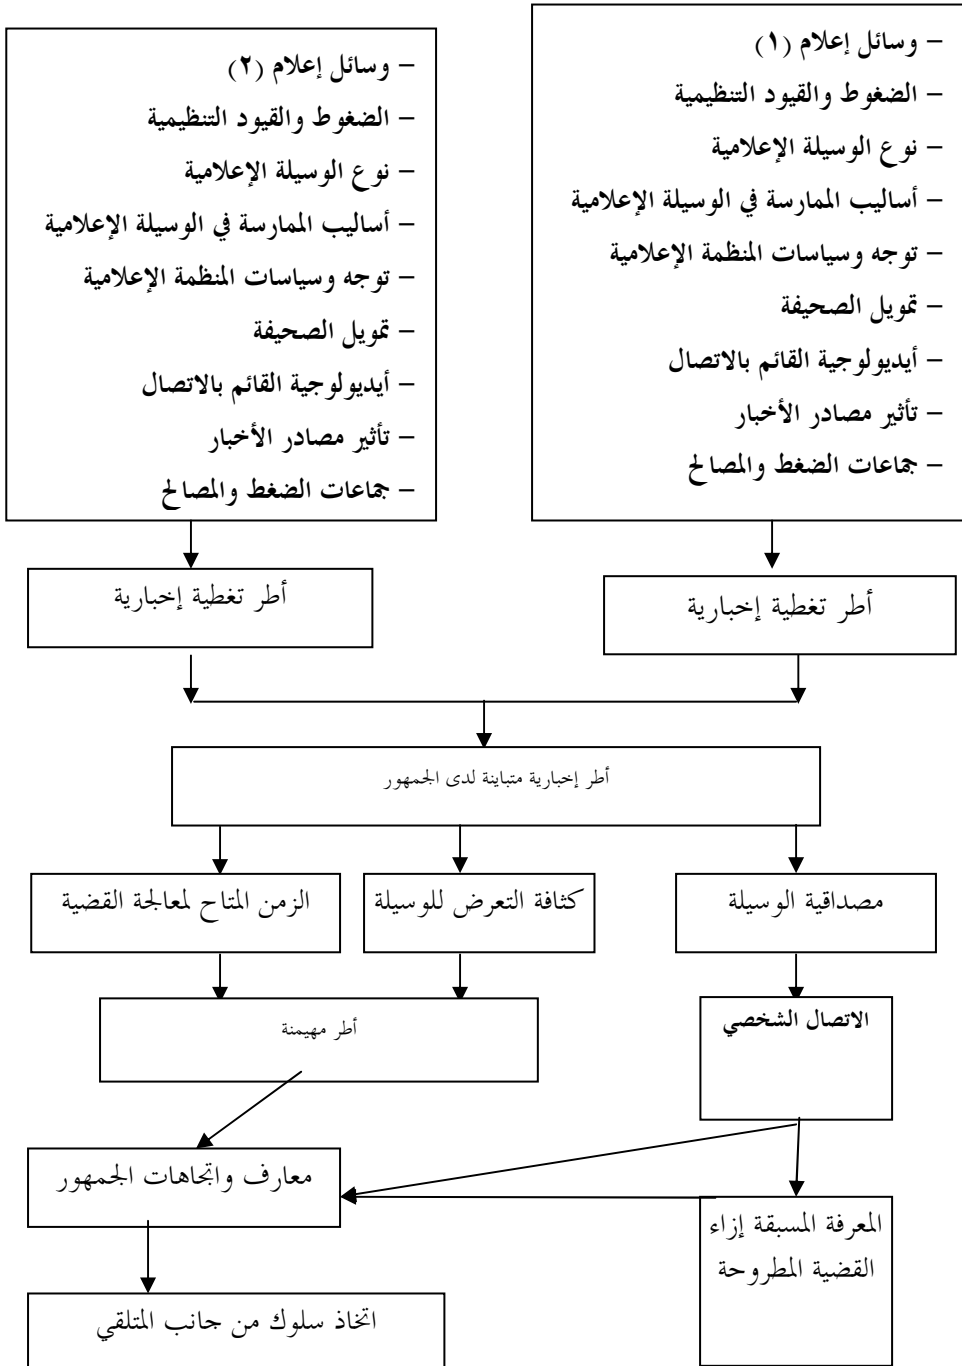 – وسائل إعلام (١)
– الضغوط والقيود التنظيمية
– نوع الوسيلة الإعلامية
– أساليب الممارسة في الوسيلة الإعلامية
– توجه وسياسات المنظمة الإعلامية
– تمويل الصحيفة
– أيديولوجية القائم بالاتصال
– تأثير مصادر الأخبار
– جماعات الضغط والمصالح
– وسائل إعلام (٢)
– الضغوط والقيود التنظيمية
– نوع الوسيلة الإعلامية
– أساليب الممارسة في الوسيلة الإعلامية
– توجه وسياسات المنظمة الإعلامية
– تمويل الصحيفة
– أيديولوجية القائم بالاتصال
– تأثير مصادر الأخبار
– جماعات الضغط والمصالح
أطر تغطية إخبارية
أطر تغطية إخبارية
أطر إخبارية متباينة لدى الجمهور
مصداقية الوسيلة
كثافة التعرض للوسيلة
الزمن المتاح لمعالجة القضية
الاتصال الشخصي
أطر مهيمنة
معارف واتجاهات الجمهور
المعرفة المسبقة إزاء
القضية المطروحة
اتخاذ سلوك من جانب المتلقي